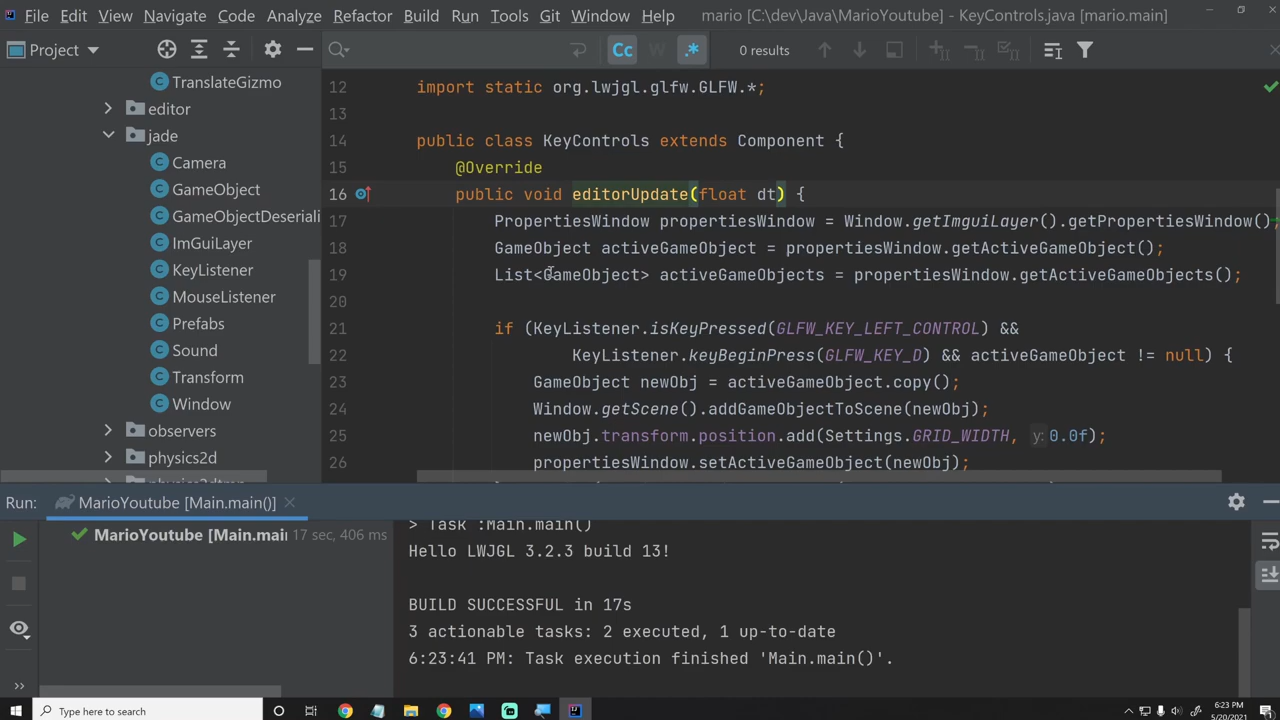 File Edit View Navigate Code Analyze Refactor Build Run Tools Git Window Help mario [C:\dev\Java\MarioYoutube] - KeyControls.java [mario.main]
Project
Cc W .* 0 results
TranslateGizmo
editor
jade
Camera
GameObject
GameObjectDeseriali
ImGuiLayer
KeyListener
MouseListener
Prefabs
Sound
Transform
Window
observers
physics2d
12 import static org.lwjgl.glfw.GLFW.*;
13
14 public class KeyControls extends Component {
15 @Override
16 public void editorUpdate(float dt) {
17 PropertiesWindow propertiesWindow = Window.getImguiLayer().getPropertiesWindow();
18 GameObject activeGameObject = propertiesWindow.getActiveGameObject();
19 List<GameObject> activeGameObjects = propertiesWindow.getActiveGameObjects();
20
21 if (KeyListener.isKeyPressed(GLFW_KEY_LEFT_CONTROL) &&
22 KeyListener.keyBeginPress(GLFW_KEY_D) && activeGameObject != null) {
23 GameObject newObj = activeGameObject.copy();
24 Window.getScene().addGameObjectToScene(newObj);
25 newObj.transform.position.add(Settings.GRID_WIDTH, y: 0.0f);
26 propertiesWindow.setActiveGameObject(newObj);
Run: MarioYoutube [Main.main()]
MarioYoutube [Main.mai 17 sec, 406 ms
> Task :Main.main()
Hello LWJGL 3.2.3 build 13!
BUILD SUCCESSFUL in 17s
3 actionable tasks: 2 executed, 1 up-to-date
6:23:41 PM: Task execution finished 'Main.main()'.
Type here to search
6:23 PM
5/20/2021